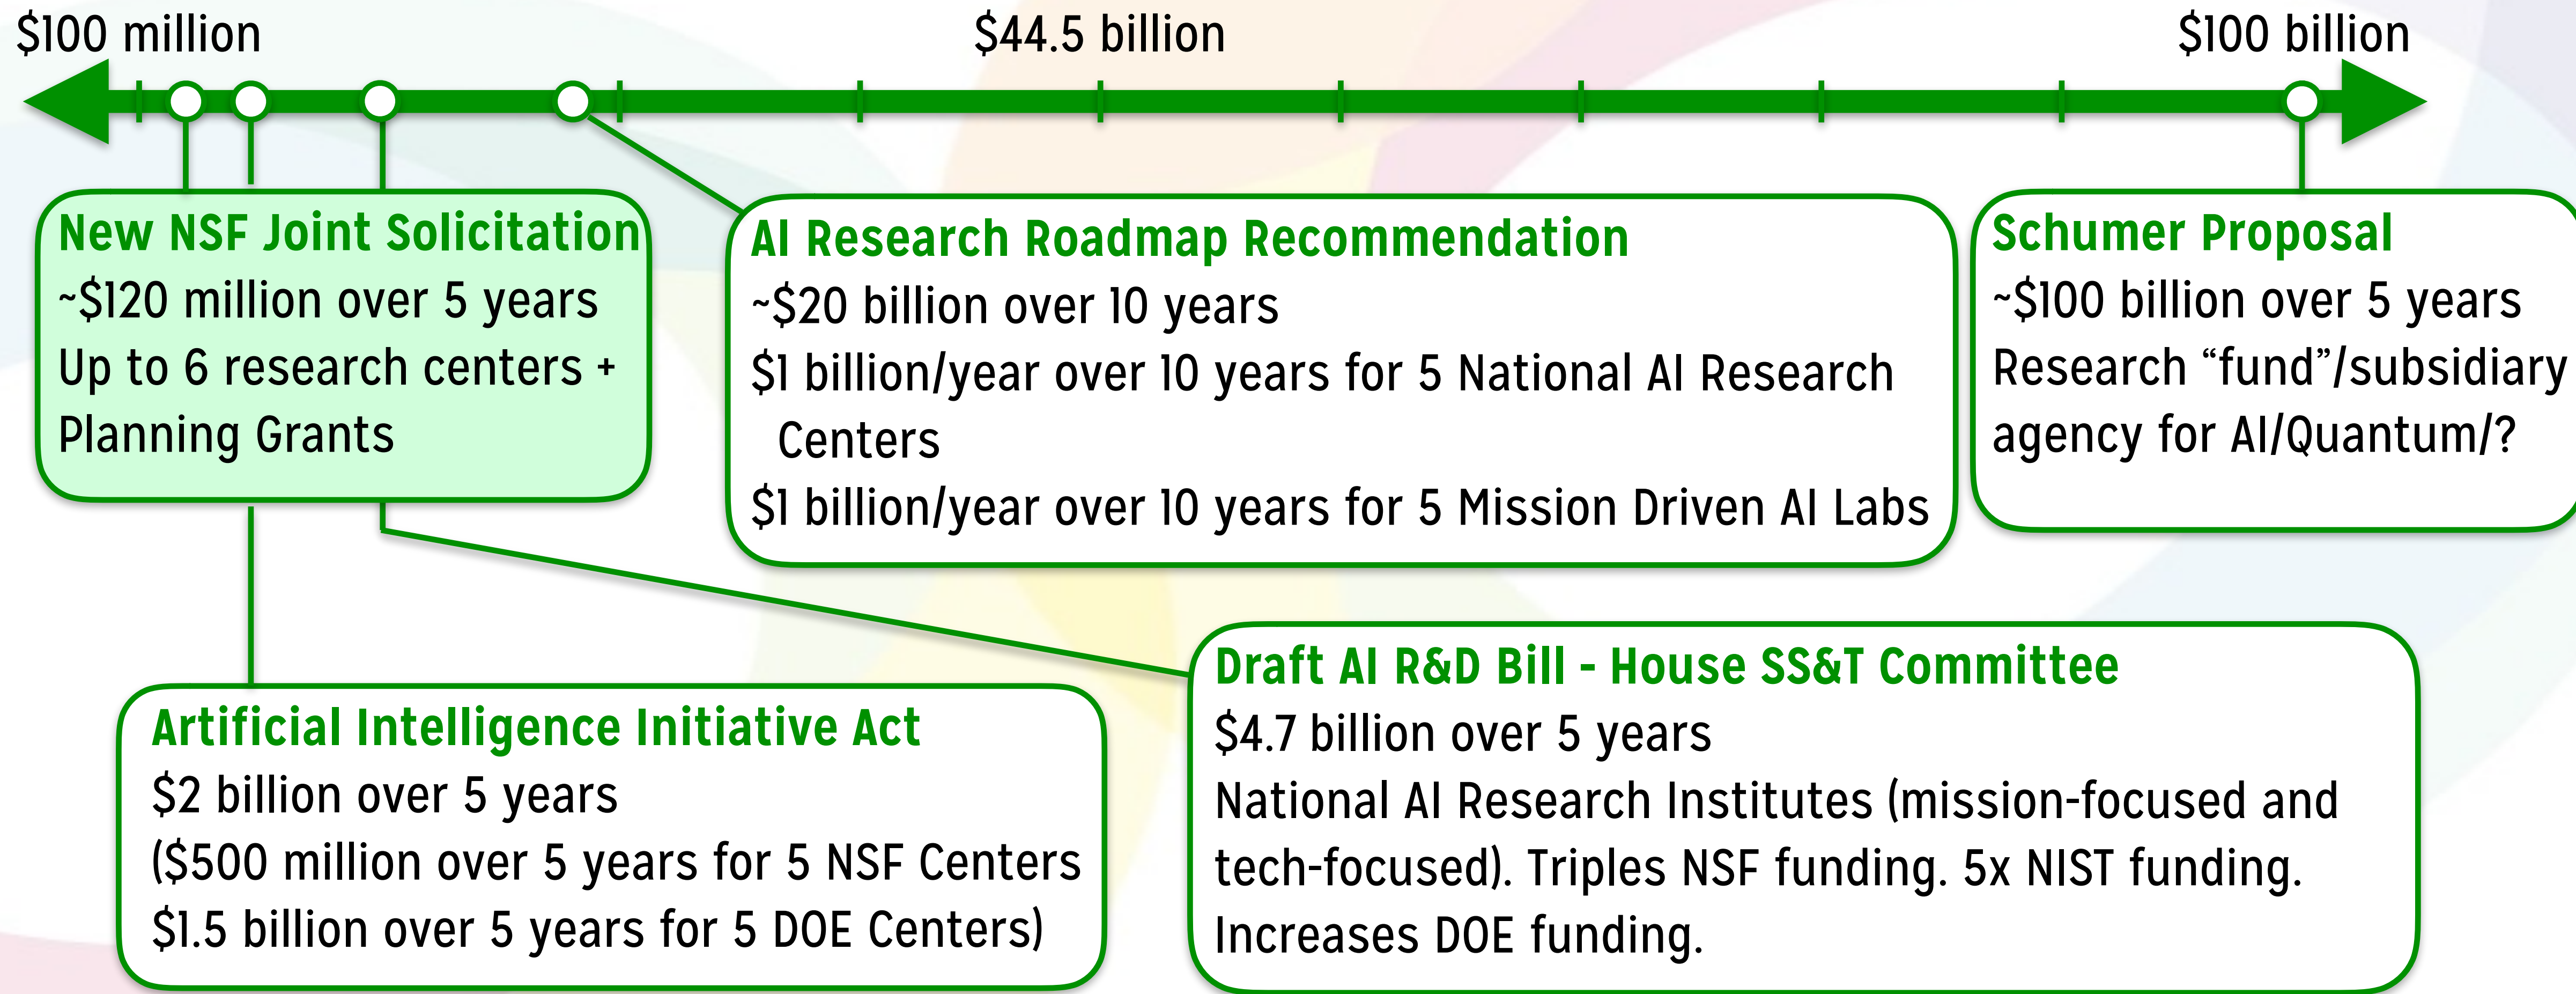 $100 million
$44.5 billion
$100 billion
New NSF Joint Solicitation
~$120 million over 5 years
Up to 6 research centers +
Planning Grants
AI Research Roadmap Recommendation
~$20 billion over 10 years
$1 billion/year over 10 years for 5 National AI Research
Centers
$1 billion/year over 10 years for 5 Mission Driven AI Labs
Schumer Proposal
~$100 billion over 5 years
Research “fund”/subsidiary
agency for AI/Quantum/?
Artificial Intelligence Initiative Act
$2 billion over 5 years
($500 million over 5 years for 5 NSF Centers
$1.5 billion over 5 years for 5 DOE Centers)
Draft AI R&D Bill - House SS&T Committee
$4.7 billion over 5 years
National AI Research Institutes (mission-focused and
tech-focused). Triples NSF funding. 5x NIST funding.
Increases DOE funding.